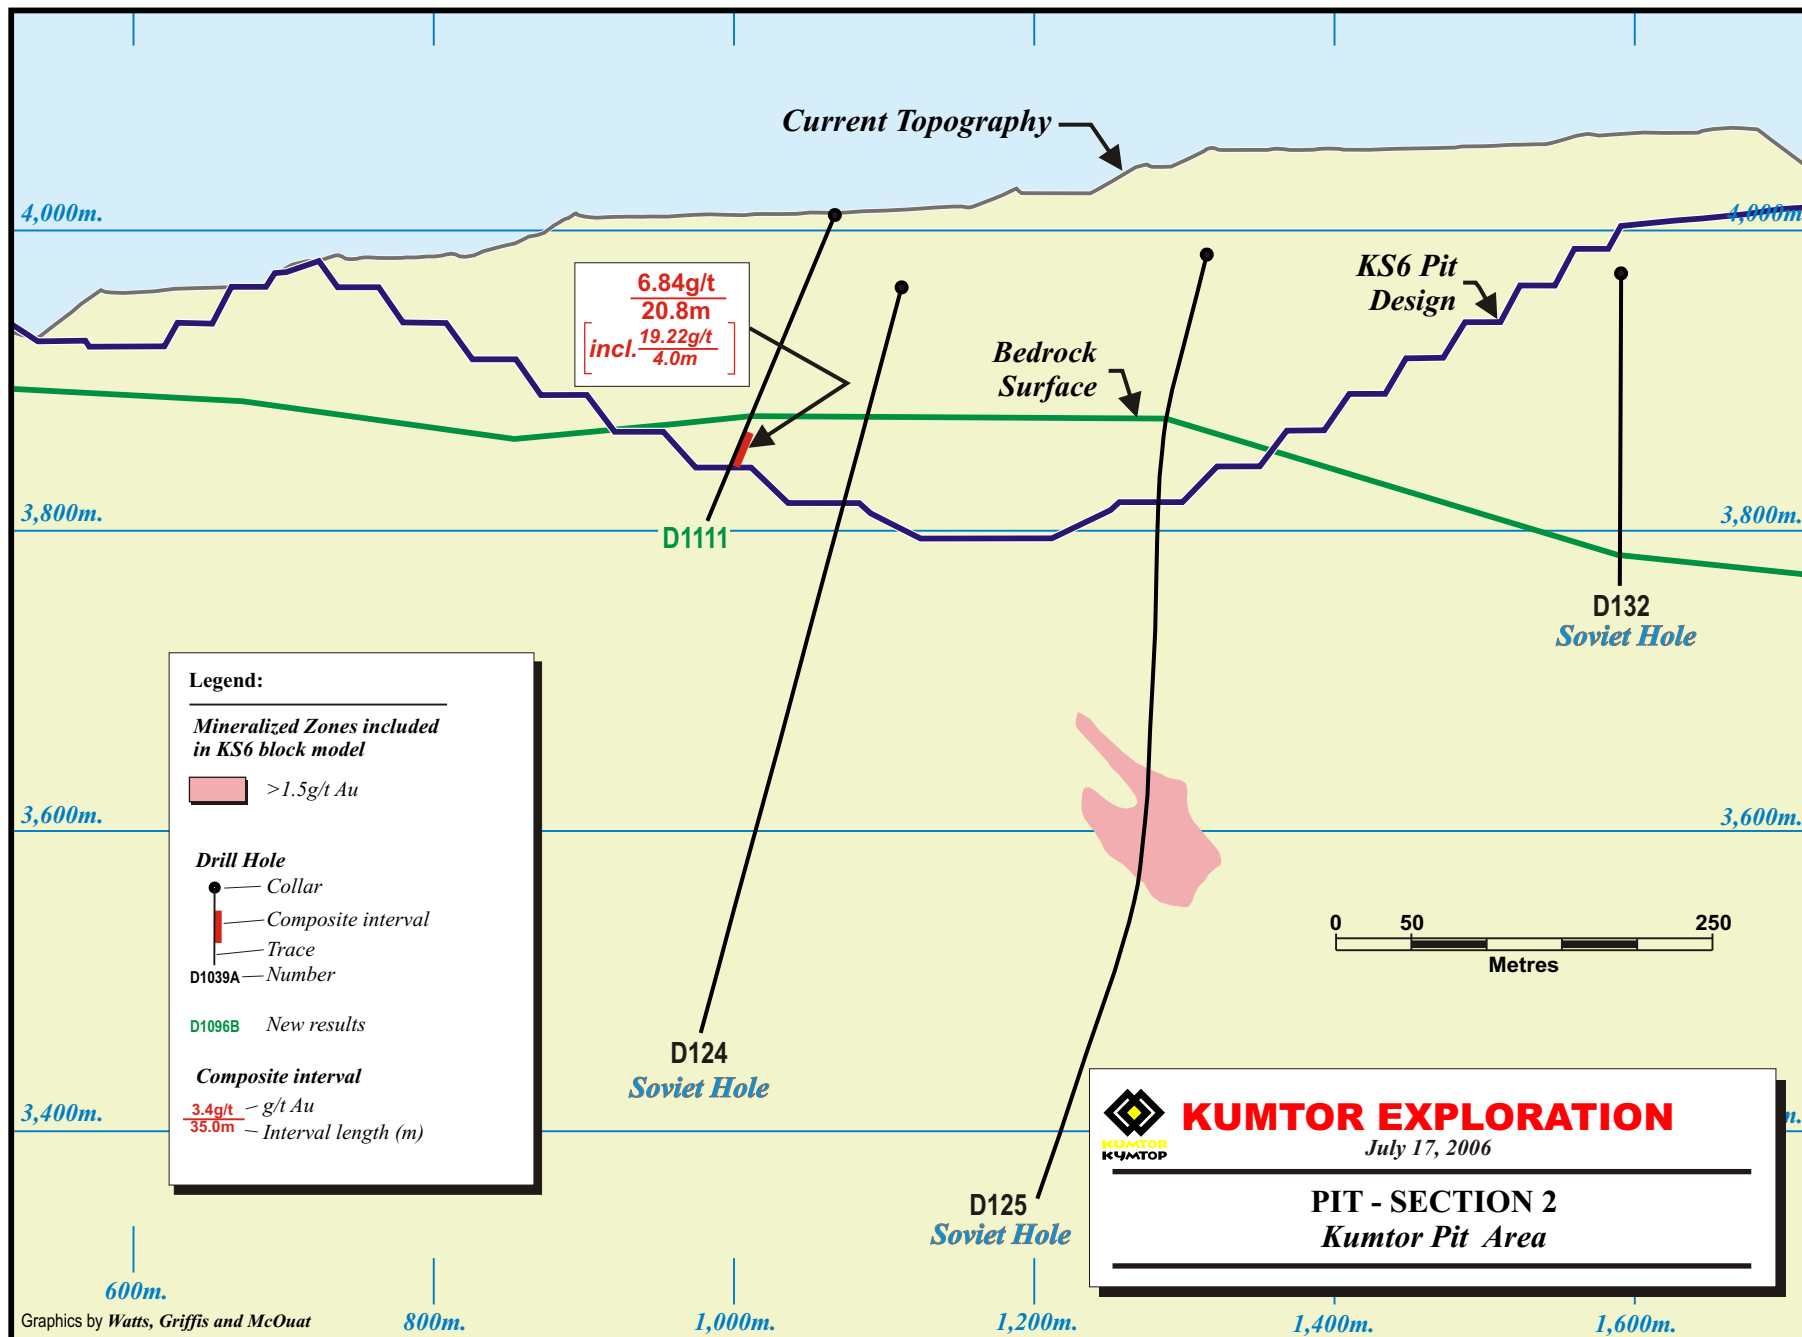 Current Topography
4,000m.
4,000m
KS6 Pit
Design
6.84g/t
20.8m
[incl. 19.22g/t
4.0m]
Bedrock
Surface
3,800m.
3,800m.
D1111
D132
Soviet Hole
Legend:
Mineralized Zones included
in KS6 block model
>1.5g/t Au
3,600m.
3,600m.
Drill Hole
Collar
Composite interval
Trace
D1039A
Number
D1096B
New results
Composite interval
3.4g/t
g/t Au
35.0m
Interval length (m)
0 50 250
Metres
D124
Soviet Hole
3,400m.
m.
KUMTOR
КУМТОР
KUMTOR EXPLORATION
July 17, 2006
PIT - SECTION 2
Kumtor Pit Area
D125
Soviet Hole
600m.
800m.
1,000m.
1,200m.
1,400m.
1,600m.
Graphics by Watts, Griffis and McOuat